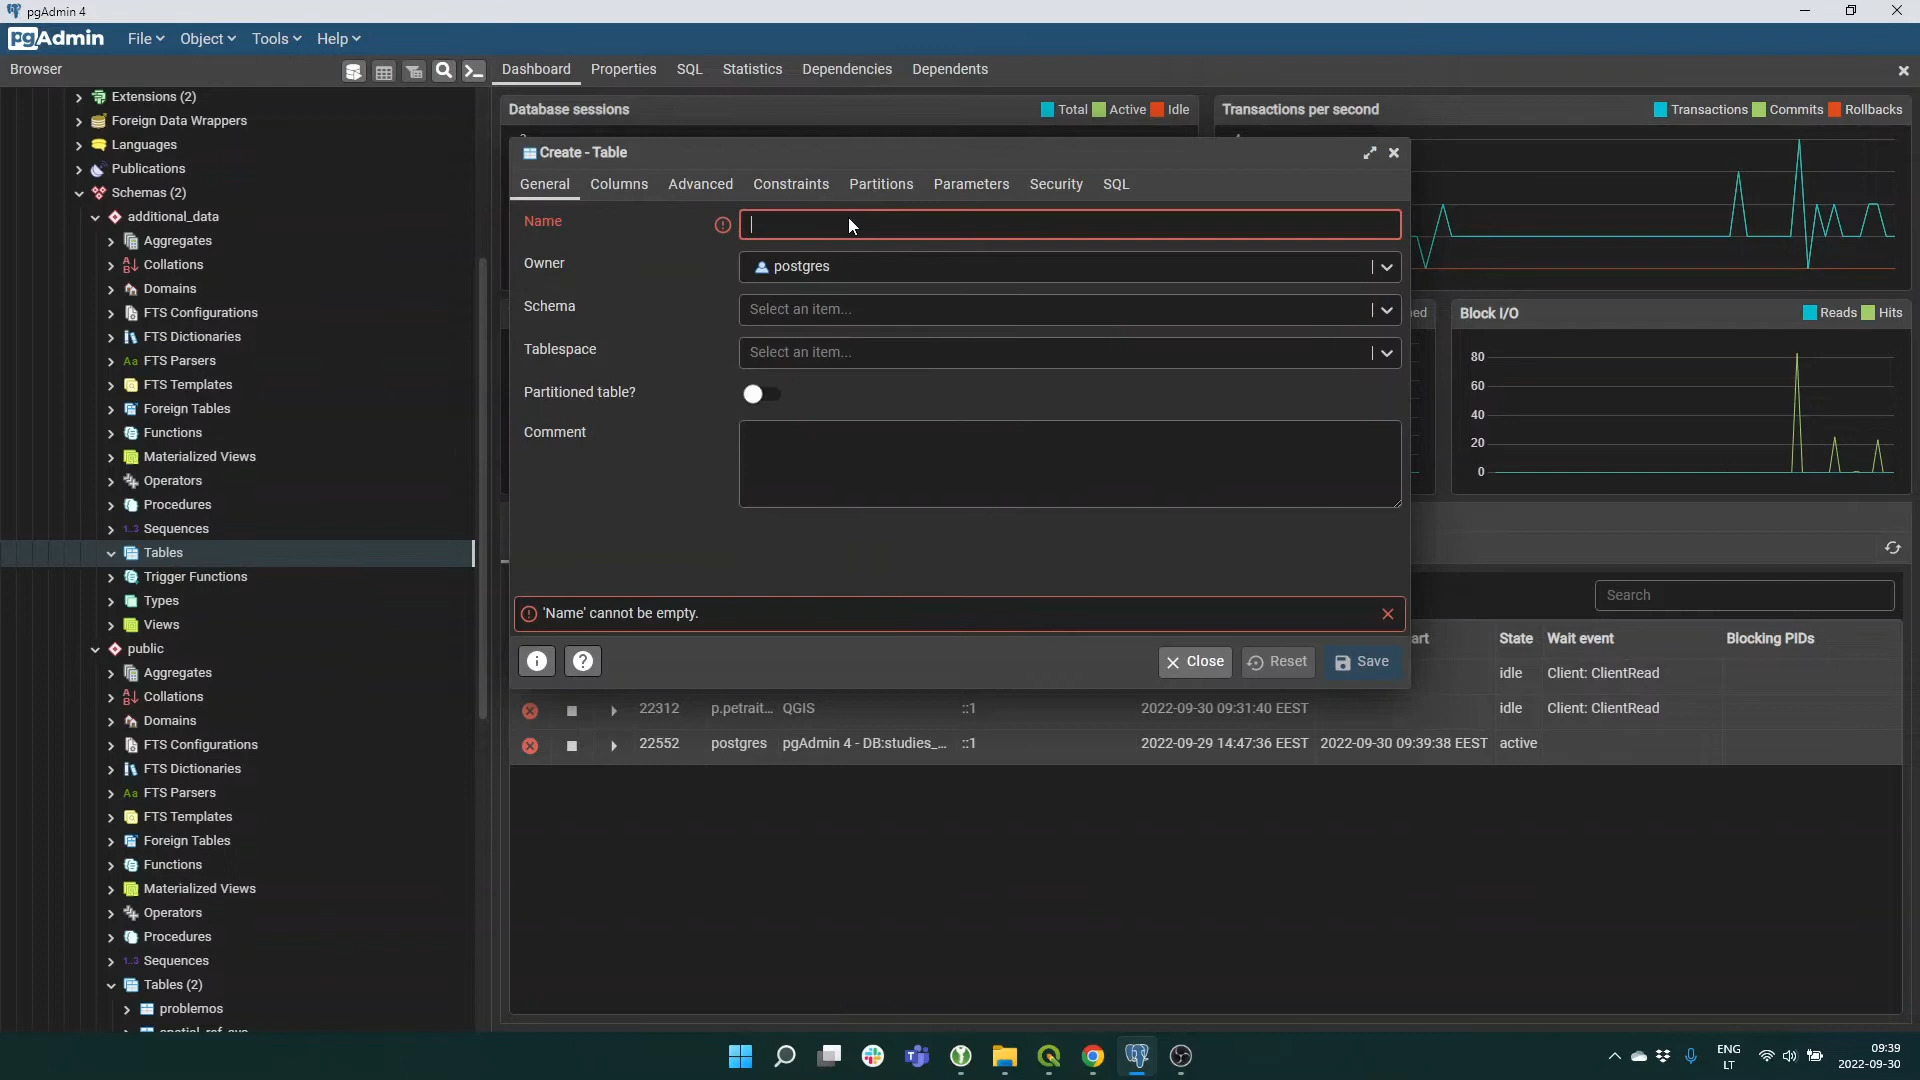 pgAdmin 4
pgAdmin File Object Tools Help
Browser
Dashboard Properties SQL Statistics Dependencies Dependents
Extensions (2)
Foreign Data Wrappers
Languages
Publications
Schemas (2)
additional_data
Aggregates
Collations
Domains
FTS Configurations
FTS Dictionaries
Aa FTS Parsers
FTS Templates
Foreign Tables
Functions
Materialized Views
Operators
Procedures
1..3 Sequences
Tables
Trigger Functions
Types
Views
public
Aggregates
Collations
Domains
FTS Configurations
FTS Dictionaries
Aa FTS Parsers
FTS Templates
Foreign Tables
Functions
Materialized Views
Operators
Procedures
1..3 Sequences
Tables (2)
problemos
Database sessions
Total Active Idle
Transactions per second
Transactions Commits Rollbacks
Create - Table
General Columns Advanced Constraints Partitions Parameters Security SQL
Name
Owner
postgres
Schema
Select an item...
Tablespace
Select an item...
Partitioned table?
Comment
'Name' cannot be empty.
Close Reset Save
Block I/O
Reads Hits
80
60
40
20
0
Search
State Wait event Blocking PIDs
idle Client: ClientRead
22312 p.petrait... QGIS ::1 2022-09-30 09:31:40 EEST idle Client: ClientRead
22552 postgres pgAdmin 4 - DB:studies_... ::1 2022-09-29 14:47:36 EEST 2022-09-30 09:39:38 EEST active
ENG
LT
09:39
2022-09-30